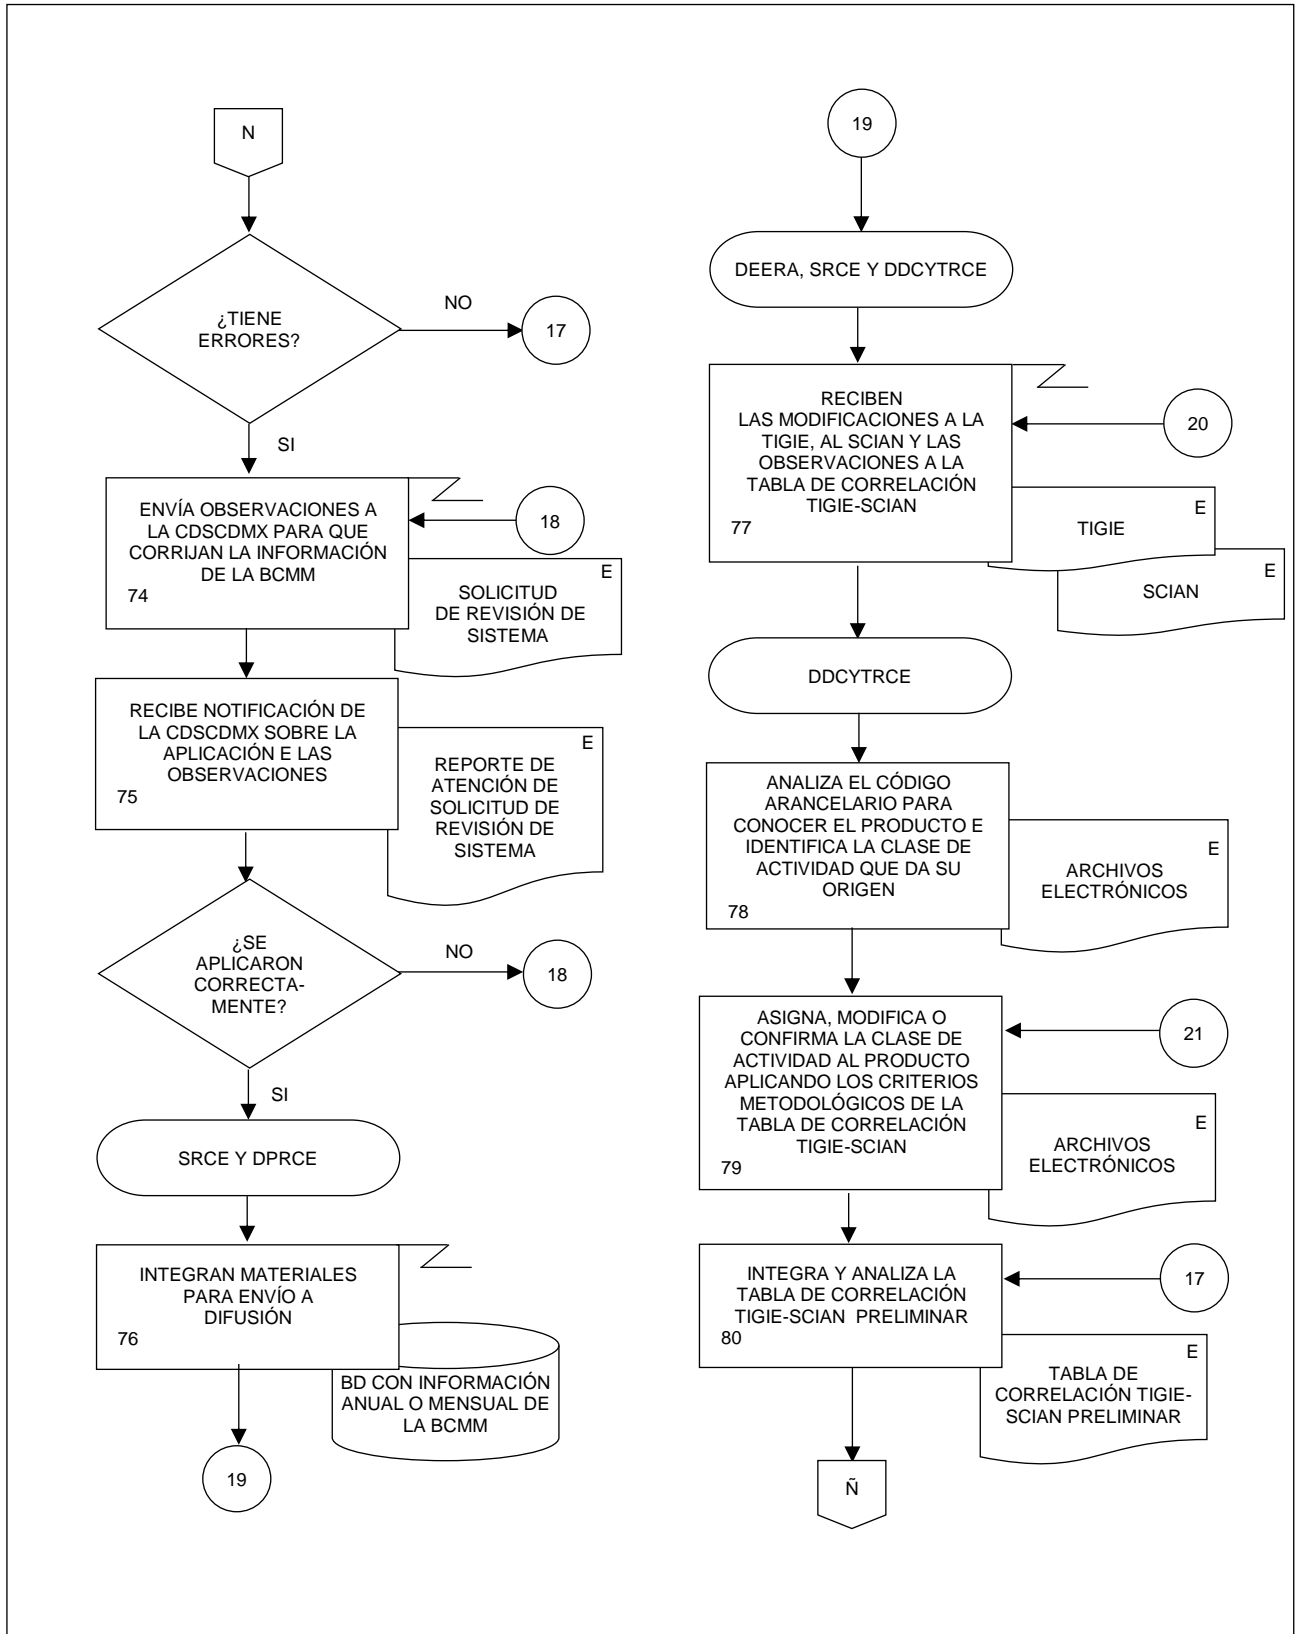 N
¿TIENE
ERRORES?
NO
17
SI
ENVÍA OBSERVACIONES A
LA CDSCDMX PARA QUE
CORRIJAN LA INFORMACIÓN
DE LA BCMM
74
18
E
SOLICITUD
DE REVISIÓN DE
SISTEMA
RECIBE NOTIFICACIÓN DE
LA CDSCDMX SOBRE LA
APLICACIÓN E LAS
OBSERVACIONES
75
E
REPORTE DE
ATENCIÓN DE
SOLICITUD DE
REVISIÓN DE
SISTEMA
¿SE
APLICARON
CORRECTA-
MENTE?
NO
18
SI
SRCE Y DPRCE
INTEGRAN MATERIALES
PARA ENVÍO A
DIFUSIÓN
76
BD CON INFORMACIÓN
ANUAL O MENSUAL DE
LA BCMM
19
19
DEERA, SRCE Y DDCYTRCE
RECIBEN
LAS MODIFICACIONES A LA
TIGIE, AL SCIAN Y LAS
OBSERVACIONES A LA
TABLA DE CORRELACIÓN
TIGIE-SCIAN
77
20
E
TIGIE
E
SCIAN
DDCYTRCE
ANALIZA EL CÓDIGO
ARANCELARIO PARA
CONOCER EL PRODUCTO E
IDENTIFICA LA CLASE DE
ACTIVIDAD QUE DA SU
ORIGEN
78
E
ARCHIVOS
ELECTRÓNICOS
ASIGNA, MODIFICA O
CONFIRMA LA CLASE DE
ACTIVIDAD AL PRODUCTO
APLICANDO LOS CRITERIOS
METODOLÓGICOS DE LA
TABLA DE CORRELACIÓN
TIGIE-SCIAN
79
21
E
ARCHIVOS
ELECTRÓNICOS
INTEGRA Y ANALIZA LA
TABLA DE CORRELACIÓN
TIGIE-SCIAN PRELIMINAR
80
17
E
TABLA DE
CORRELACIÓN TIGIE-
SCIAN PRELIMINAR
Ñ